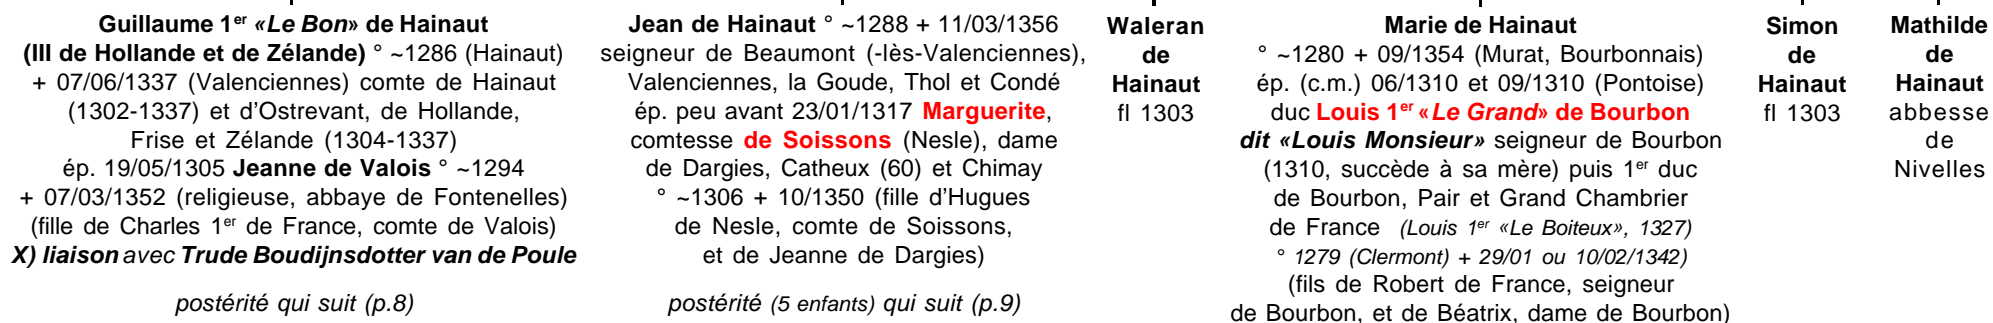 Guillaume 1er «Le Bon» de Hainaut
(III de Hollande et de Zélande) ° ~1286 (Hainaut)
+ 07/06/1337 (Valenciennes) comte de Hainaut
(1302-1337) et d'Ostrevant, de Hollande,
Frise et Zélande (1304-1337)
ép. 19/05/1305 Jeanne de Valois ° ~1294
+ 07/03/1352 (religieuse, abbaye de Fontenelles)
(fille de Charles 1er de France, comte de Valois)
X) liaison avec Trude Boudijnsdotter van de Poule
postérité qui suit (p.8)
Jean de Hainaut ° ~1288 + 11/03/1356
seigneur de Beaumont (-lès-Valenciennes),
Valenciennes, la Goude, Thol et Condé
ép. peu avant 23/01/1317 Marguerite,
comtesse de Soissons (Nesle), dame
de Dargies, Catheux (60) et Chimay
° ~1306 + 10/1350 (fille d'Hugues
de Nesle, comte de Soissons,
et de Jeanne de Dargies)
postérité (5 enfants) qui suit (p.9)
Waleran
de
Hainaut
fl 1303
Marie de Hainaut
° ~1280 + 09/1354 (Murat, Bourbonnais)
ép. (c.m.) 06/1310 et 09/1310 (Pontoise)
duc Louis 1er «Le Grand» de Bourbon
dit «Louis Monsieur» seigneur de Bourbon
(1310, succède à sa mère) puis 1er duc
de Bourbon, Pair et Grand Chambrier
de France (Louis 1er «Le Boiteux», 1327)
° 1279 (Clermont) + 29/01 ou 10/02/1342)
(fils de Robert de France, seigneur
de Bourbon, et de Béatrix, dame de Bourbon)
Simon
de
Hainaut
fl 1303
Mathilde
de
Hainaut
abbesse
de
Nivelles